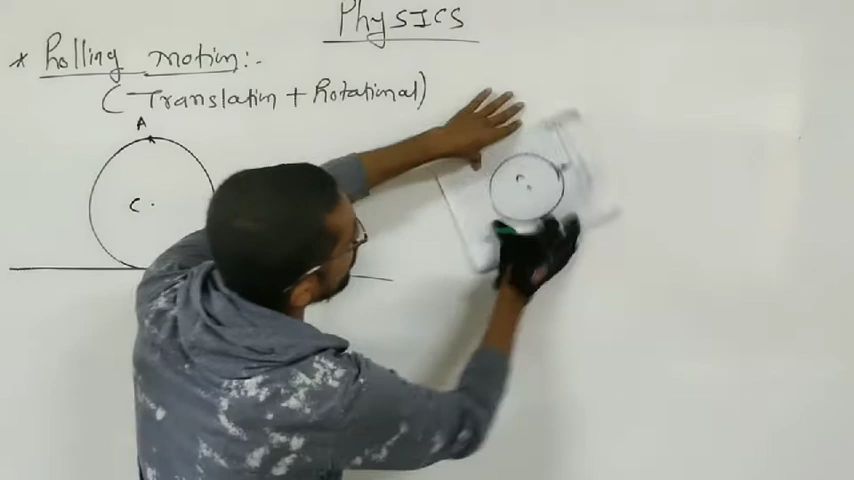 Physics
* Rolling motion:-
(Translation + Rotational)
A
C
C